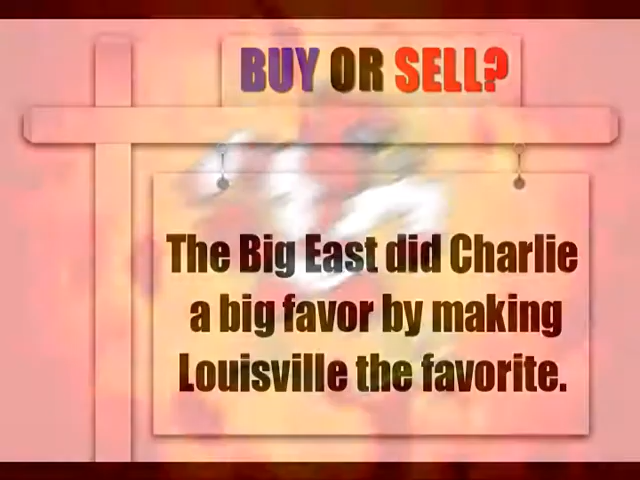 BUY OR SELL?
The Big East did Charlie
a big favor by making
Louisville the favorite.